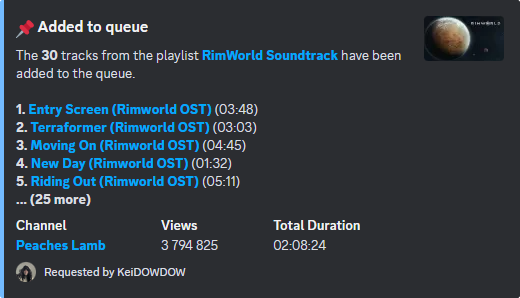 📌 Added to queue
The 30 tracks from the playlist RimWorld Soundtrack have been
added to the queue.
1. Entry Screen (Rimworld OST) (03:48)
2. Terraformer (Rimworld OST) (03:03)
3. Moving On (Rimworld OST) (04:45)
4. New Day (Rimworld OST) (01:32)
5. Riding Out (Rimworld OST) (05:11)
... (25 more)
Channel Views Total Duration
Peaches Lamb 3 794 825 02:08:24
Requested by KeiDOWDOW